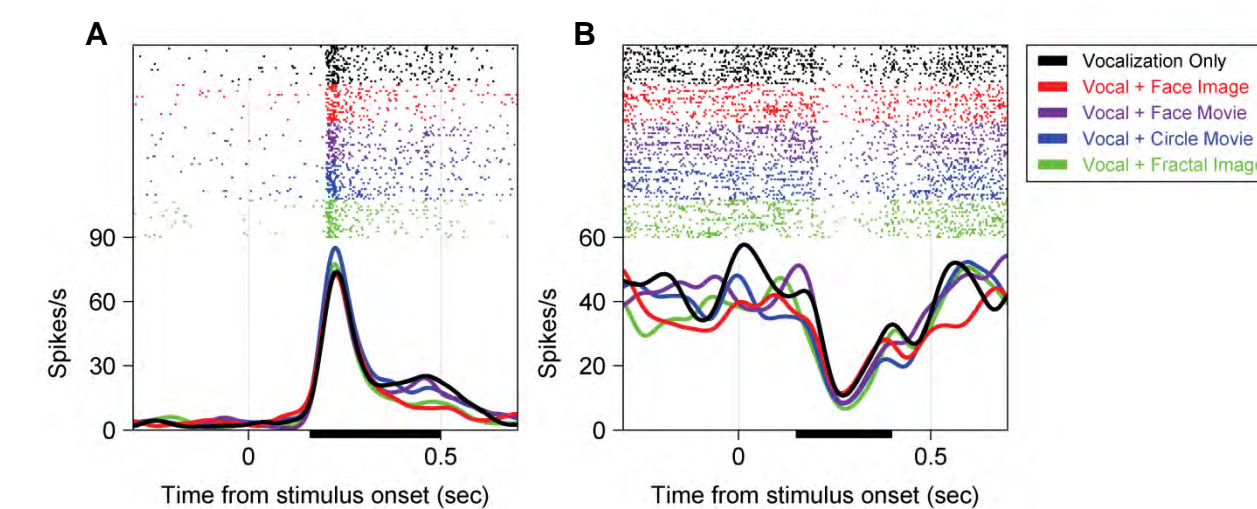 A
90
60
30
0
Spikes/s
0
0.5
Time from stimulus onset (sec)
B
60
40
20
0
Spikes/s
0
0.5
Time from stimulus onset (sec)
Vocalization Only
Vocal + Face Image
Vocal + Face Movie
Vocal + Circle Movie
Vocal + Fractal Image